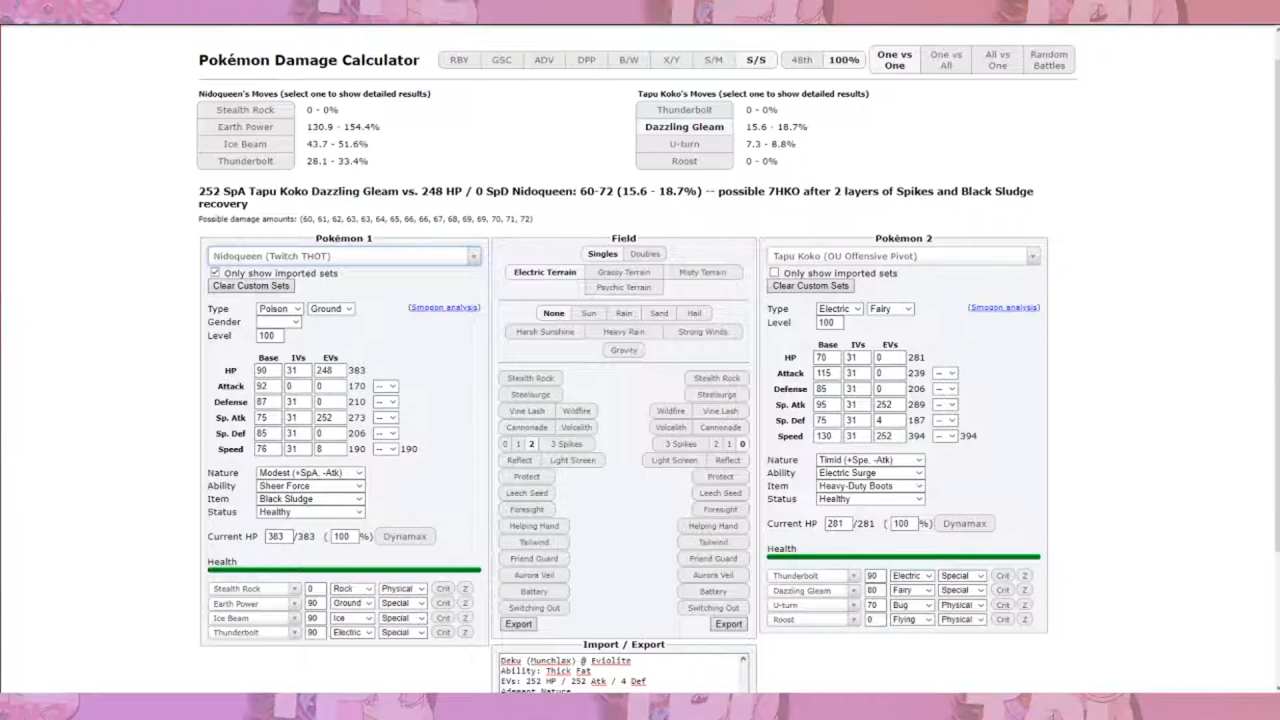 Pokémon Damage Calculator
RBY GSC ADV DPP B/W X/Y S/M S/S 48th 100% One vs One One vs All All vs One Random Battles
Nidoqueen's Moves (select one to show detailed results)
Stealth Rock 0 - 0%
Earth Power 130.9 - 154.4%
Ice Beam 43.7 - 51.6%
Thunderbolt 28.1 - 33.4%
Tapu Koko's Moves (select one to show detailed results)
Thunderbolt 0 - 0%
Dazzling Gleam 15.6 - 18.7%
U-turn 7.3 - 8.8%
Roost 0 - 0%
252 SpA Tapu Koko Dazzling Gleam vs. 248 HP / 0 SpD Nidoqueen: 60-72 (15.6 - 18.7%) -- possible 7HKO after 2 layers of Spikes and Black Sludge
recovery
Possible damage amounts: (60, 61, 62, 63, 63, 64, 65, 66, 66, 67, 68, 69, 69, 70, 71, 72)
Pokémon 1
Nidoqueen (Twitch THOT)
Only show imported sets
Clear Custom Sets
Type Poison Ground (Smogon analysis)
Gender
Level 100
Base IVs EVs
HP 90 31 248 383
Attack 92 0 0 170 --
Defense 87 31 0 210 --
Sp. Atk 75 31 252 273 --
Sp. Def 85 31 0 206 --
Speed 76 31 8 190 -- 190
Nature Modest (+SpA, -Atk)
Ability Sheer Force
Item Black Sludge
Status Healthy
Current HP 383 /383 ( 100 %) Dynamax
Health
Stealth Rock 0 Rock Physical Crit Z
Earth Power 90 Ground Special Crit Z
Ice Beam 90 Ice Special Crit Z
Thunderbolt 90 Electric Special Crit Z
Field
Singles Doubles
Electric Terrain Grassy Terrain Misty Terrain
Psychic Terrain
None Sun Rain Sand Hail
Harsh Sunshine Heavy Rain Strong Winds
Gravity
Stealth Rock Stealth Rock
Steelsurge Steelsurge
Vine Lash Wildfire Wildfire Vine Lash
Cannonade Volcalith Volcalith Cannonade
0 1 2 3 Spikes 3 Spikes 2 1 0
Reflect Light Screen Light Screen Reflect
Protect Protect
Leech Seed Leech Seed
Foresight Foresight
Helping Hand Helping Hand
Tailwind Tailwind
Friend Guard Friend Guard
Aurora Veil Aurora Veil
Battery Battery
Switching Out Switching Out
Export Export
Import / Export
Deku (Munchlax) @ Eviolite
Ability: Thick Fat
EVs: 252 HP / 252 Atk / 4 Def
Adamant Nature
Pokémon 2
Tapu Koko (OU Offensive Pivot)
Only show imported sets
Clear Custom Sets
Type Electric Fairy (Smogon analysis)
Level 100
Base IVs EVs
HP 70 31 0 281
Attack 115 31 0 239 --
Defense 85 31 0 206 --
Sp. Atk 95 31 252 289 --
Sp. Def 75 31 4 187 --
Speed 130 31 252 394 -- 394
Nature Timid (+Spe, -Atk)
Ability Electric Surge
Item Heavy-Duty Boots
Status Healthy
Current HP 281 /281 ( 100 %) Dynamax
Health
Thunderbolt 90 Electric Special Crit Z
Dazzling Gleam 80 Fairy Special Crit Z
U-turn 70 Bug Physical Crit Z
Roost 0 Flying Physical Crit Z